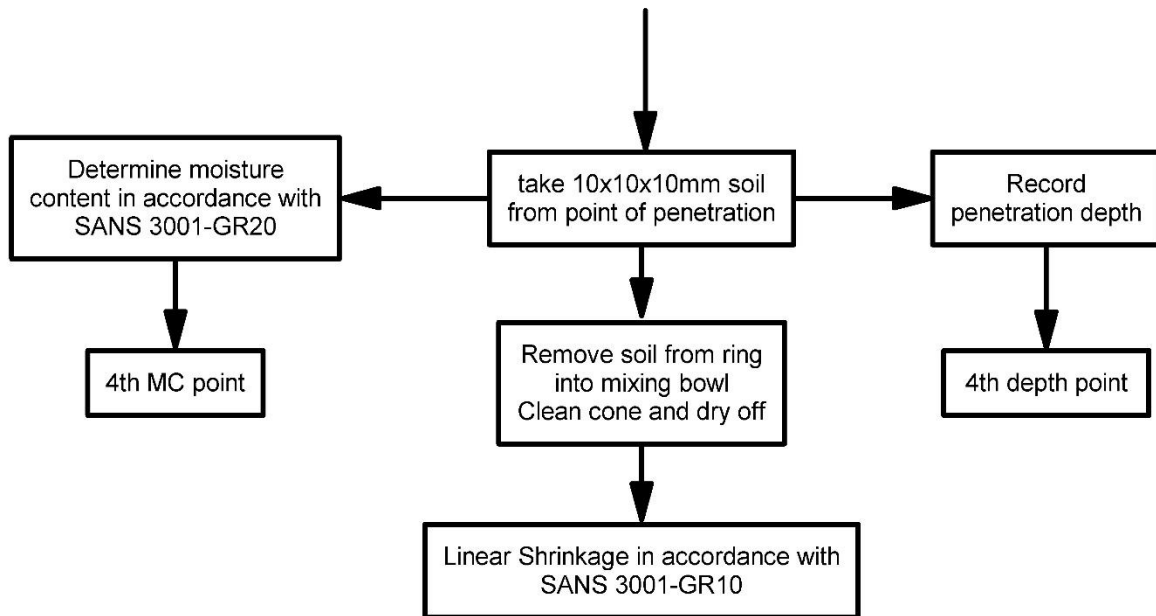 Determine moisture
content in accordance with
SANS 3001-GR20
take 10x10x10mm soil
from point of penetration
Record
penetration depth
4th MC point
Remove soil from ring
into mixing bowl
Clean cone and dry off
4th depth point
Linear Shrinkage in accordance with
SANS 3001-GR10